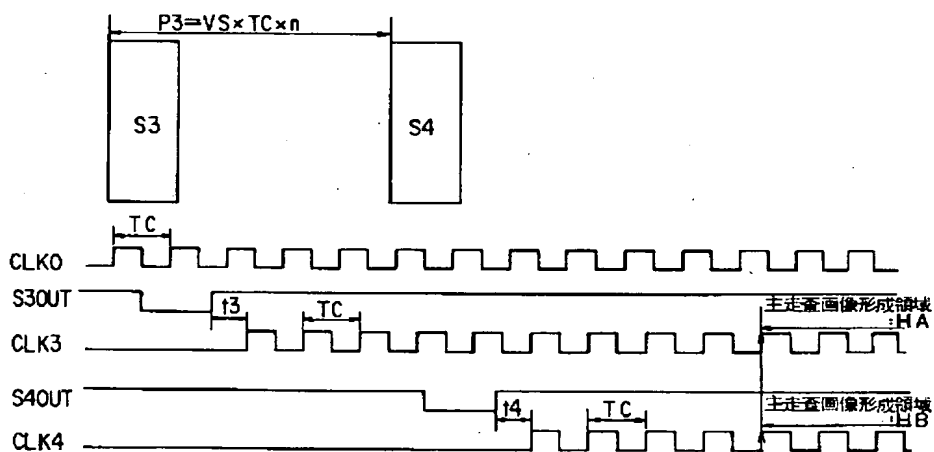 P3=VS×TC×n
S3
S4
TC
CLK0
S3OUT
t3
TC
主走査画像形成領域
:HA
CLK3
S4OUT
t4
TC
主走査画像形成領域
:HB
CLK4